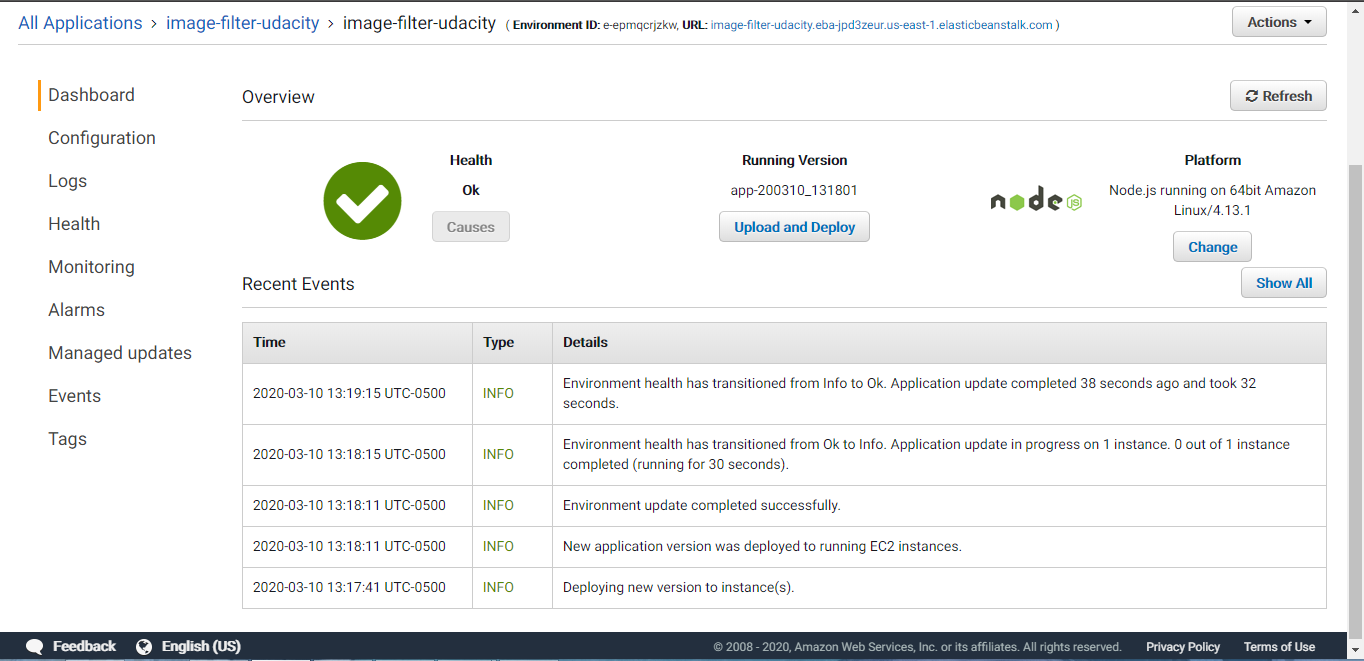 All Applications > image-filter-udacity > image-filter-udacity ( Environment ID: e-epmqcrjzkw, URL: image-filter-udacity.eba-jpd3zeur.us-east-1.elasticbeanstalk.com )
Actions
Dashboard
Configuration
Logs
Health
Monitoring
Alarms
Managed updates
Events
Tags
Overview
Refresh
Health
Ok
Causes
Running Version
app-200310_131801
Upload and Deploy
node JS
Platform
Node.js running on 64bit Amazon
Linux/4.13.1
Change
Recent Events
Show All
Time Type Details
2020-03-10 13:19:15 UTC-0500 INFO Environment health has transitioned from Info to Ok. Application update completed 38 seconds ago and took 32
seconds.
2020-03-10 13:18:15 UTC-0500 INFO Environment health has transitioned from Ok to Info. Application update in progress on 1 instance. 0 out of 1 instance
completed (running for 30 seconds).
2020-03-10 13:18:11 UTC-0500 INFO Environment update completed successfully.
2020-03-10 13:18:11 UTC-0500 INFO New application version was deployed to running EC2 instances.
2020-03-10 13:17:41 UTC-0500 INFO Deploying new version to instance(s).
Feedback English (US) © 2008 - 2020, Amazon Web Services, Inc. or its affiliates. All rights reserved. Privacy Policy Terms of Use